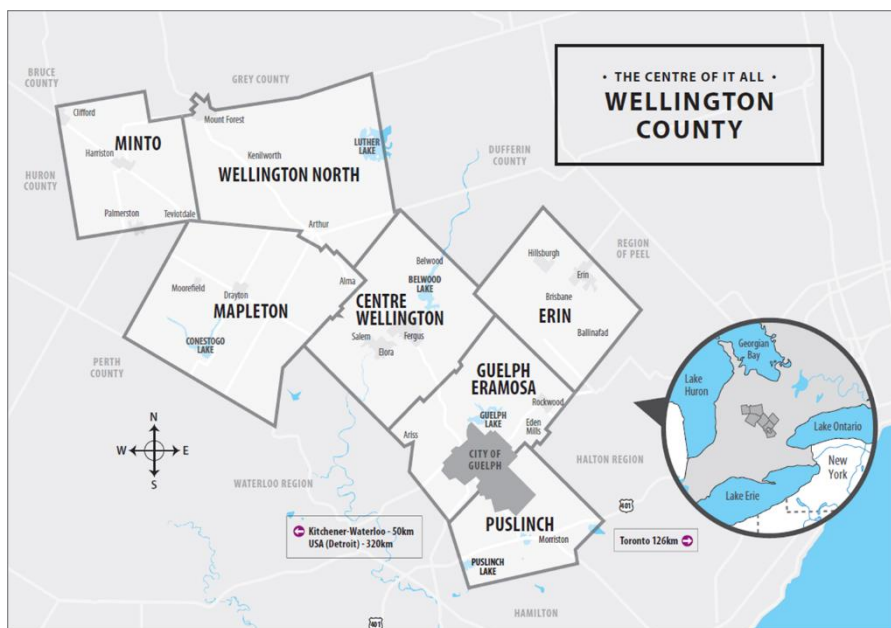 • THE CENTRE OF IT ALL •
WELLINGTON
COUNTY
BRUCE
COUNTY
GREY COUNTY
Clifford
MINTO
Harriston
HURON
COUNTY
Palmerston
Teviotdale
Mount Forest
Kenilworth
LUTHER
LAKE
WELLINGTON NORTH
Arthur
DUFFERIN
COUNTY
REGION
OF PEEL
Moorefield
Drayton
MAPLETON
CONESTOGO
LAKE
Alma
PERTH
COUNTY
Belwood
BELWOOD
LAKE
CENTRE
WELLINGTON
Salem
Fergus
Elora
Hillsburgh
Erin
Brisbane
ERIN
Ballinafad
GUELPH
ERAMOSA
Rockwood
GUELPH
LAKE
Eden
Mills
Ariss
CITY OF
GUELPH
HALTON REGION
WATERLOO REGION
PUSLINCH
Morriston
PUSLINCH
LAKE
HAMILTON
401
401
N
W
E
S
Kitchener-Waterloo - 50km
USA (Detroit) - 320km
Toronto 126km
Georgian
Bay
Lake
Huron
Lake Ontario
New
York
Lake Erie